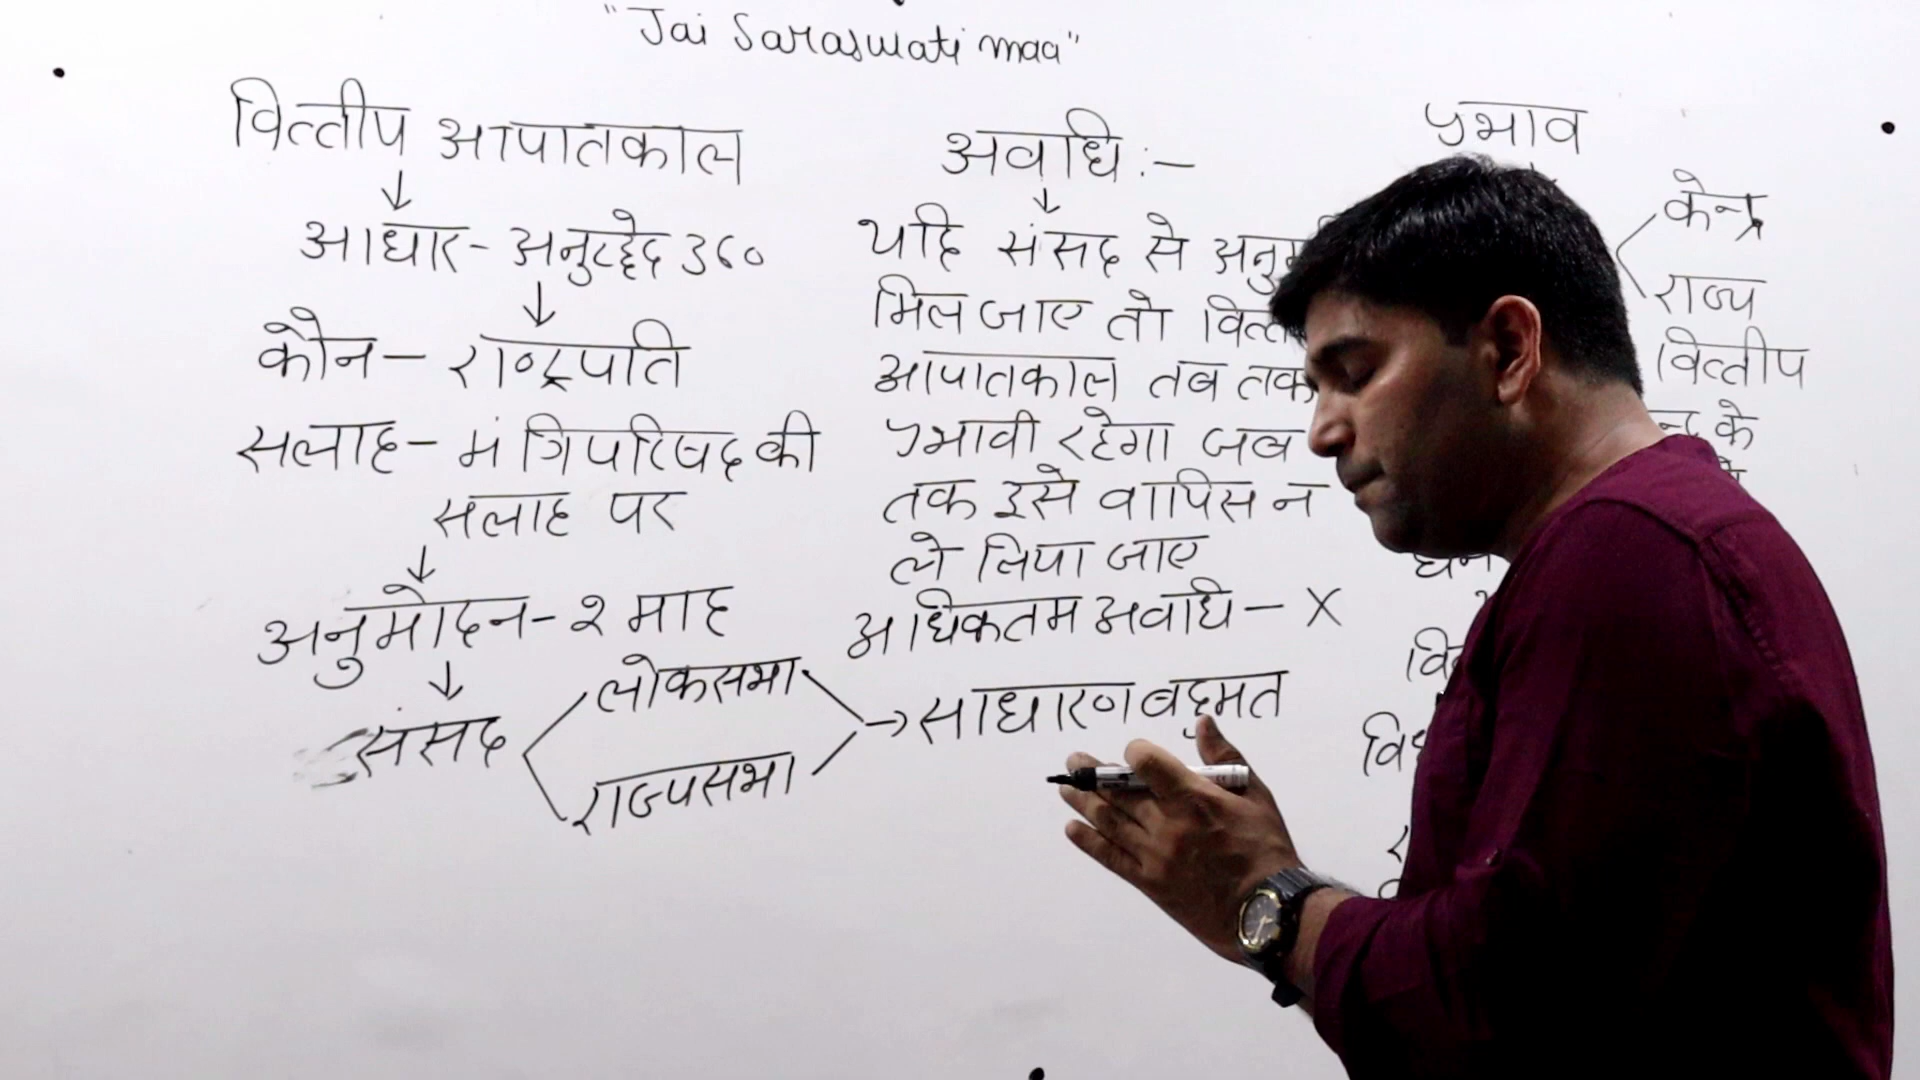 "Jai Saraswati maa"
वित्तीय आपातकाल
↓
आधार - अनुच्छेद 360
↓
कौन - राष्ट्रपति
सलाह - मंत्रिपरिषद की
सलाह पर
↓
अनुमोदन - 2 माह
↓
संसद
लोकसभा
राज्यसभा
→ साधारण बहुमत
अवधि :-
↓
यदि संसद से
मिल जाए तो
आपातकाल तब तक
प्रभावी रहेगा जब
तक इसे वापिस न
ले लिया जाए
अधिकतम अवधि - X
प्रभाव
केन्द्र
राज्य
वित्तीय
के